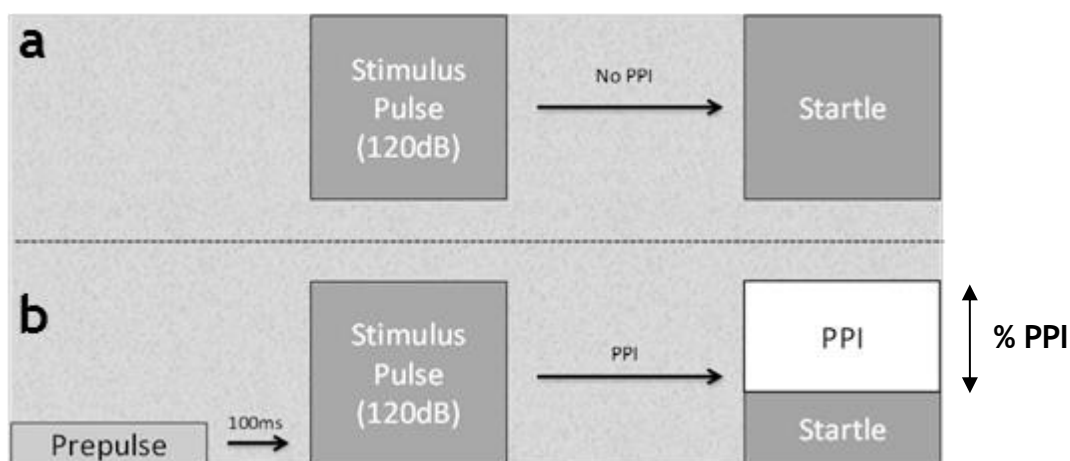 a
Stimulus
Pulse
(120dB)
No PPI
Startle
b
Prepulse
100ms
Stimulus
Pulse
(120dB)
PPI
PPI
Startle
% PPI